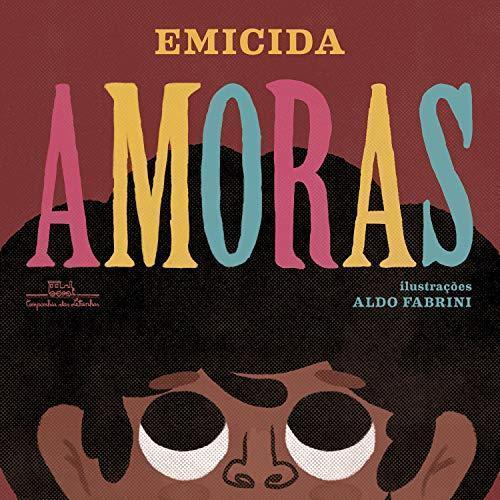 EMICIDA
AMORAS
Companhia das Letrinhas
ilustrações
ALDO FABRINI